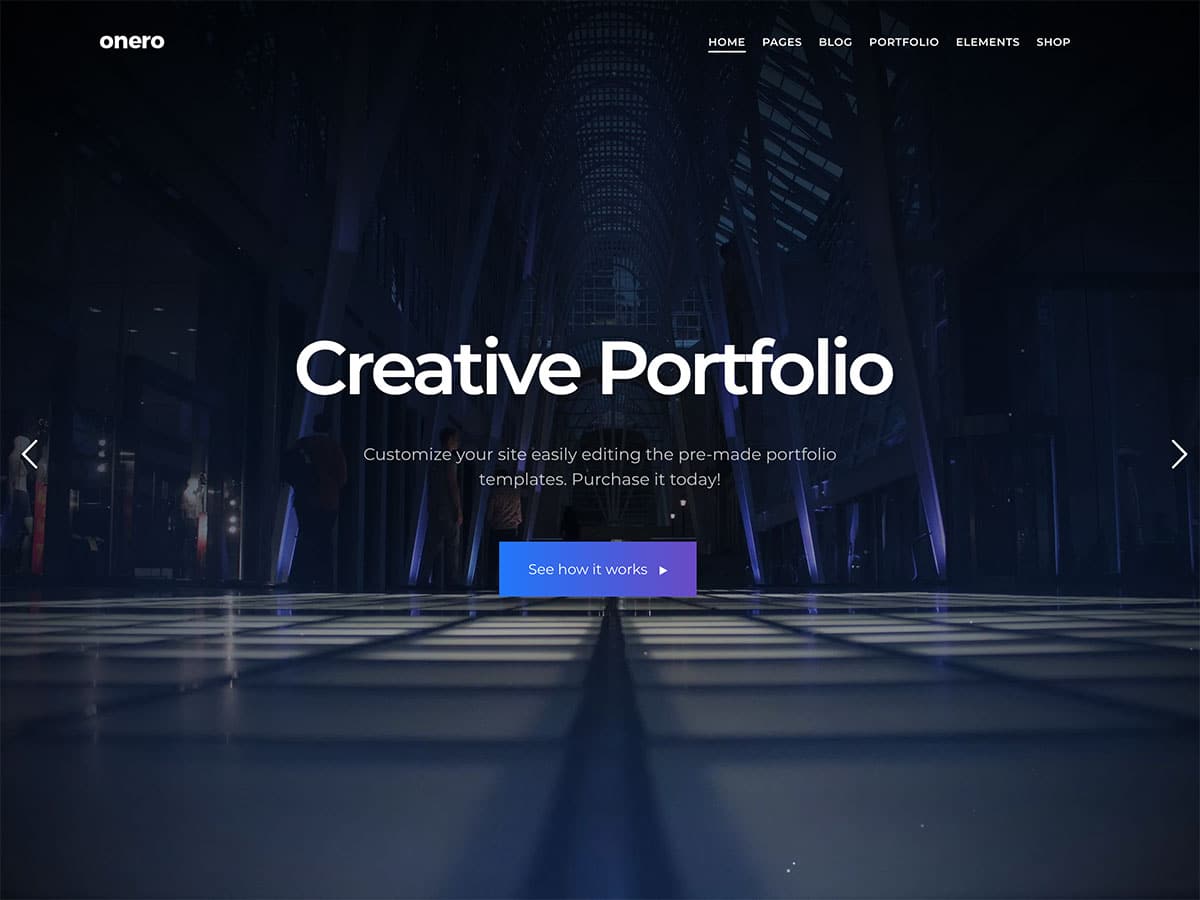 onero
HOME PAGES BLOG PORTFOLIO ELEMENTS SHOP
Creative Portfolio
Customize your site easily editing the pre-made portfolio
templates. Purchase it today!
See how it works